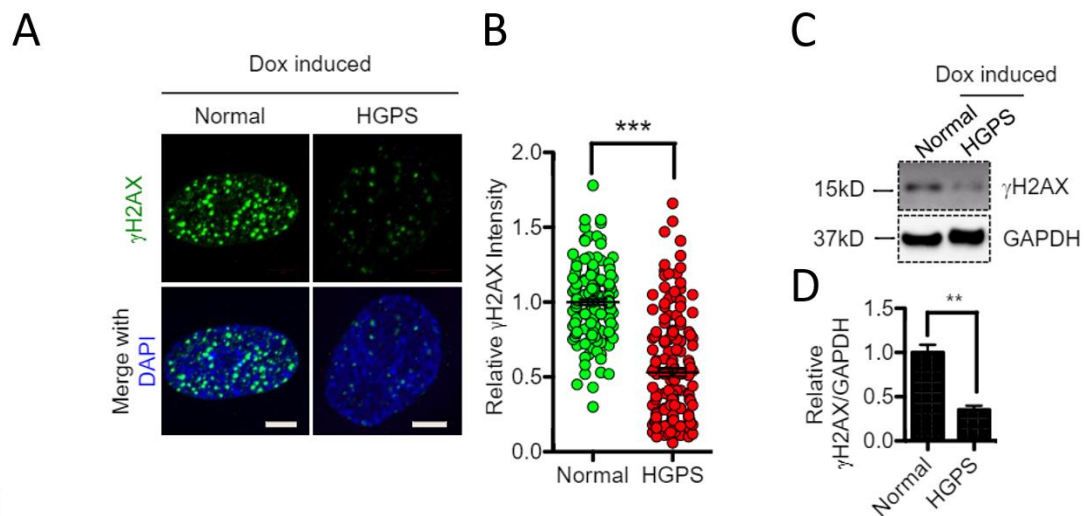 A
Dox induced
Normal HGPS
γH2AX
Merge with
DAPI
B
***
Relative γH2AX Intensity
2.0
1.5
1.0
0.5
0.0
Normal HGPS
C
Dox induced
Normal
HGPS
15kD
γH2AX
37kD
GAPDH
D
**
Relative
γH2AX/GAPDH
1.5
1.0
0.5
0.0
Normal
HGPS